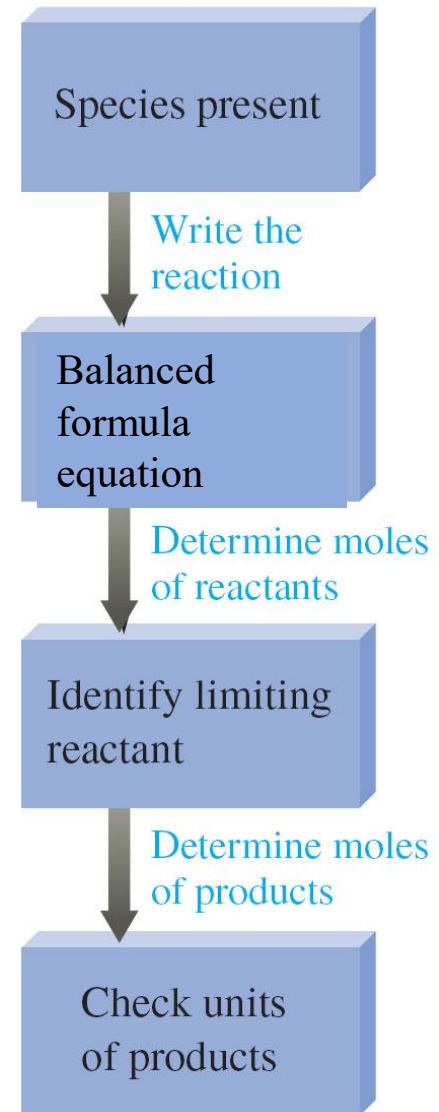 Species present
Write the
reaction
Balanced
formula
equation
Determine moles
of reactants
Identify limiting
reactant
Determine moles
of products
Check units
of products